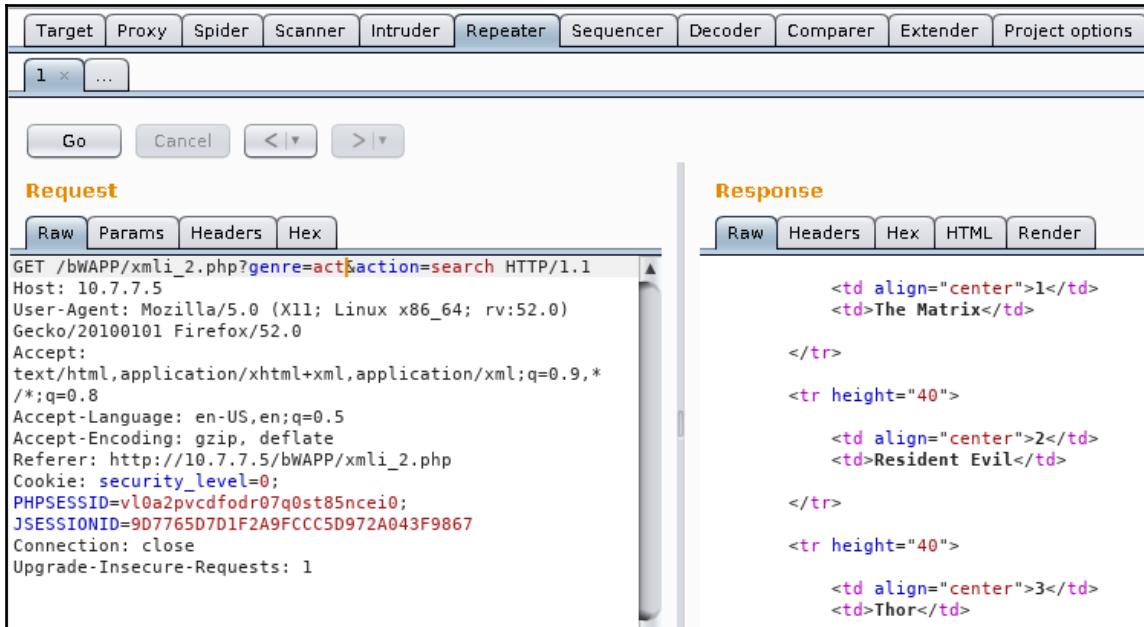 Target Proxy Spider Scanner Intruder Repeater Sequencer Decoder Comparer Extender Project options
1 × ...
Go Cancel < | ▼ > | ▼
Request
Raw Params Headers Hex
GET /bWAPP/xmli_2.php?genre=act&action=search HTTP/1.1
Host: 10.7.7.5
User-Agent: Mozilla/5.0 (X11; Linux x86_64; rv:52.0)
Gecko/20100101 Firefox/52.0
Accept:
text/html,application/xhtml+xml,application/xml;q=0.9,*
/*;q=0.8
Accept-Language: en-US,en;q=0.5
Accept-Encoding: gzip, deflate
Referer: http://10.7.7.5/bWAPP/xmli_2.php
Cookie: security_level=0;
PHPSESSID=vl0a2pvcdfodr07q0st85ncei0;
JSESSIONID=9D7765D7D1F2A9FCCC5D972A043F9867
Connection: close
Upgrade-Insecure-Requests: 1
Response
Raw Headers Hex HTML Render
<td align="center">1</td>
<td>The Matrix</td>
</tr>
<tr height="40">
<td align="center">2</td>
<td>Resident Evil</td>
</tr>
<tr height="40">
<td align="center">3</td>
<td>Thor</td>